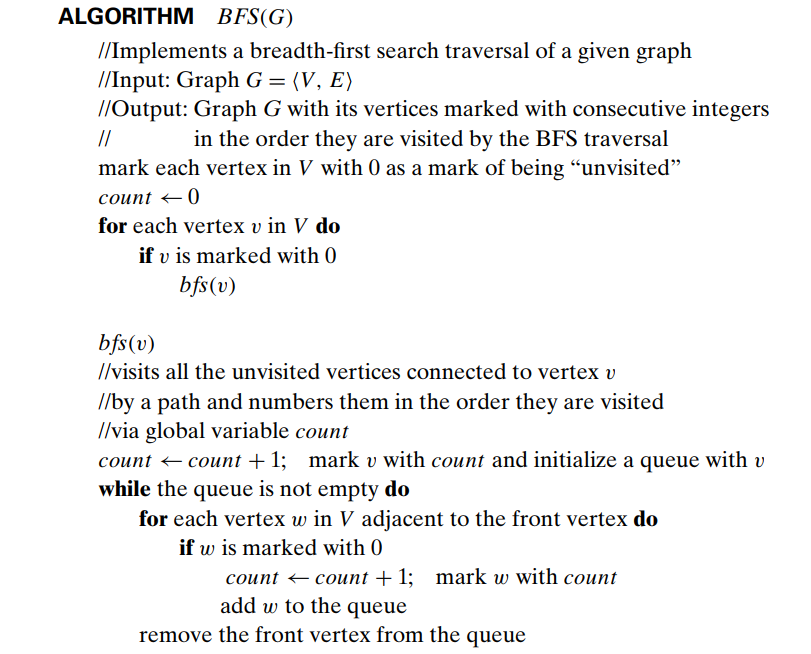 ALGORITHM BFS(G)
//Implements a breadth-first search traversal of a given graph
//Input: Graph G = ⟨V, E⟩
//Output: Graph G with its vertices marked with consecutive integers
// in the order they are visited by the BFS traversal
mark each vertex in V with 0 as a mark of being “unvisited”
count ← 0
for each vertex v in V do
if v is marked with 0
bfs(v)
bfs(v)
//visits all the unvisited vertices connected to vertex v
//by a path and numbers them in the order they are visited
//via global variable count
count ← count + 1; mark v with count and initialize a queue with v
while the queue is not empty do
for each vertex w in V adjacent to the front vertex do
if w is marked with 0
count ← count + 1; mark w with count
add w to the queue
remove the front vertex from the queue